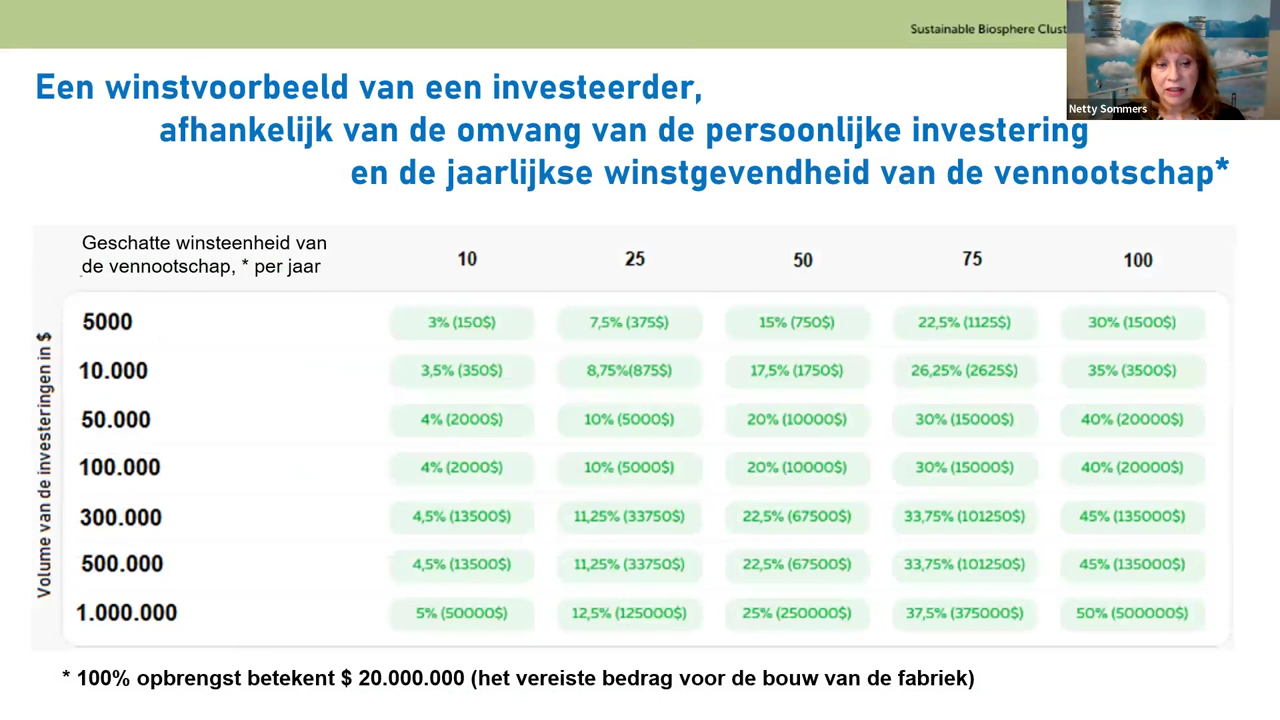 Sustainable Biosphere Clust
Netty Sommers
Een winstvoorbeeld van een investeerder,
afhankelijk van de omvang van de persoonlijke investering
en de jaarlijkse winstgevendheid van de vennootschap*
Geschatte winsteenheid van
de vennootschap, * per jaar
10 25 50 75 100
Volume van de investeringen in $
5000 3% (150$) 7,5% (375$) 15% (750$) 22,5% (1125$) 30% (1500$)
10.000 3,5% (350$) 8,75%(875$) 17,5% (1750$) 26,25% (2625$) 35% (3500$)
50.000 4% (2000$) 10% (5000$) 20% (10000$) 30% (15000$) 40% (20000$)
100.000 4% (2000$) 10% (5000$) 20% (10000$) 30% (15000$) 40% (20000$)
300.000 4,5% (13500$) 11,25% (33750$) 22,5% (67500$) 33,75% (101250$) 45% (135000$)
500.000 4,5% (13500$) 11,25% (33750$) 22,5% (67500$) 33,75% (101250$) 45% (135000$)
1.000.000 5% (50000$) 12,5% (125000$) 25% (250000$) 37,5% (375000$) 50% (500000$)
* 100% opbrengst betekent $ 20.000.000 (het vereiste bedrag voor de bouw van de fabriek)